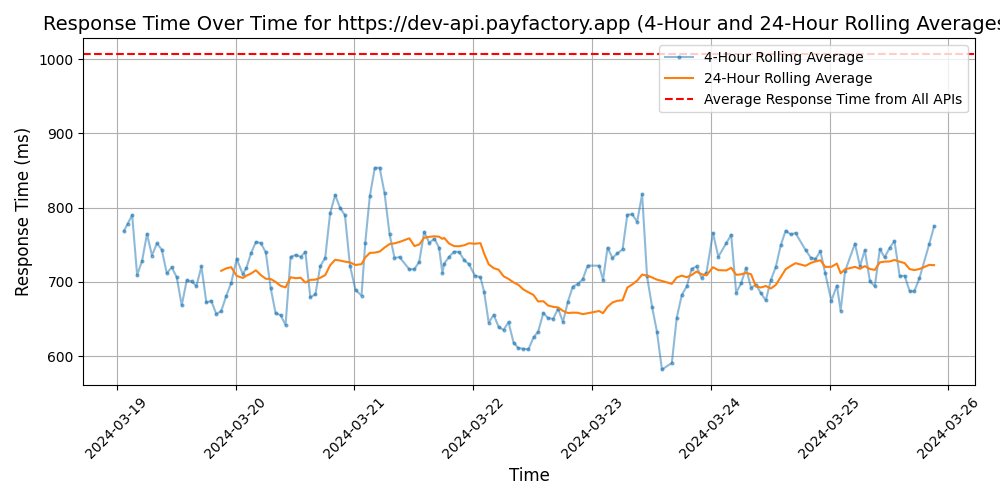 Response Time Over Time for https://dev-api.payfactory.app (4-Hour and 24-Hour Rolling Averages
4-Hour Rolling Average
24-Hour Rolling Average
Average Response Time from All APIs
Response Time (ms)
1000
900
800
700
600
2024-03-19
2024-03-20
2024-03-21
2024-03-22
2024-03-23
2024-03-24
2024-03-25
2024-03-26
Time